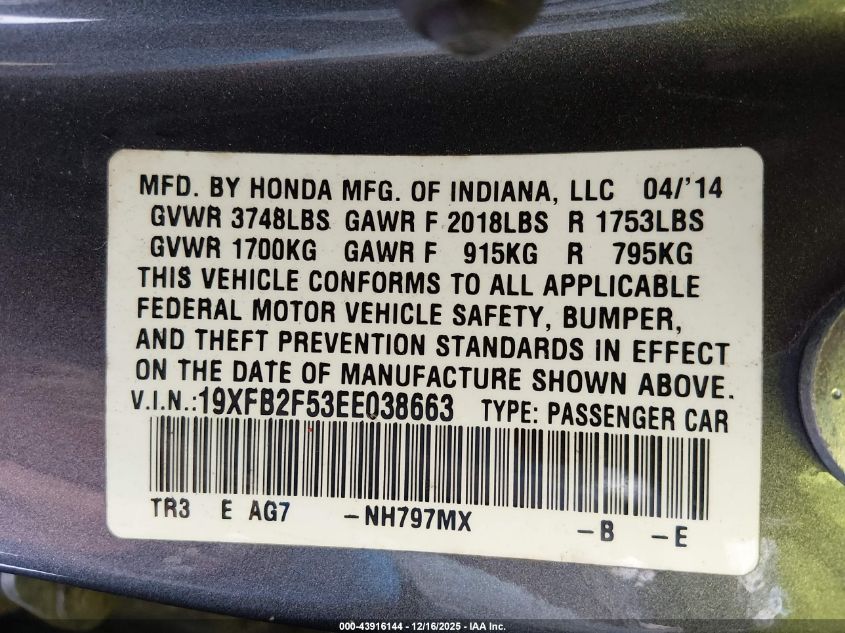 MFD. BY HONDA MFG. OF INDIANA, LLC 04/'14
GVWR 3748LBS GAWR F 2018LBS R 1753LBS
GVWR 1700KG GAWR F 915KG R 795KG
THIS VEHICLE CONFORMS TO ALL APPLICABLE
FEDERAL MOTOR VEHICLE SAFETY, BUMPER,
AND THEFT PREVENTION STANDARDS IN EFFECT
ON THE DATE OF MANUFACTURE SHOWN ABOVE.
V.I.N.:19XFB2F53EE038663 TYPE: PASSENGER CAR
TR3 E AG7 -NH797MX -B -E
000-43916144 - 12/16/2025 - IAA Inc.